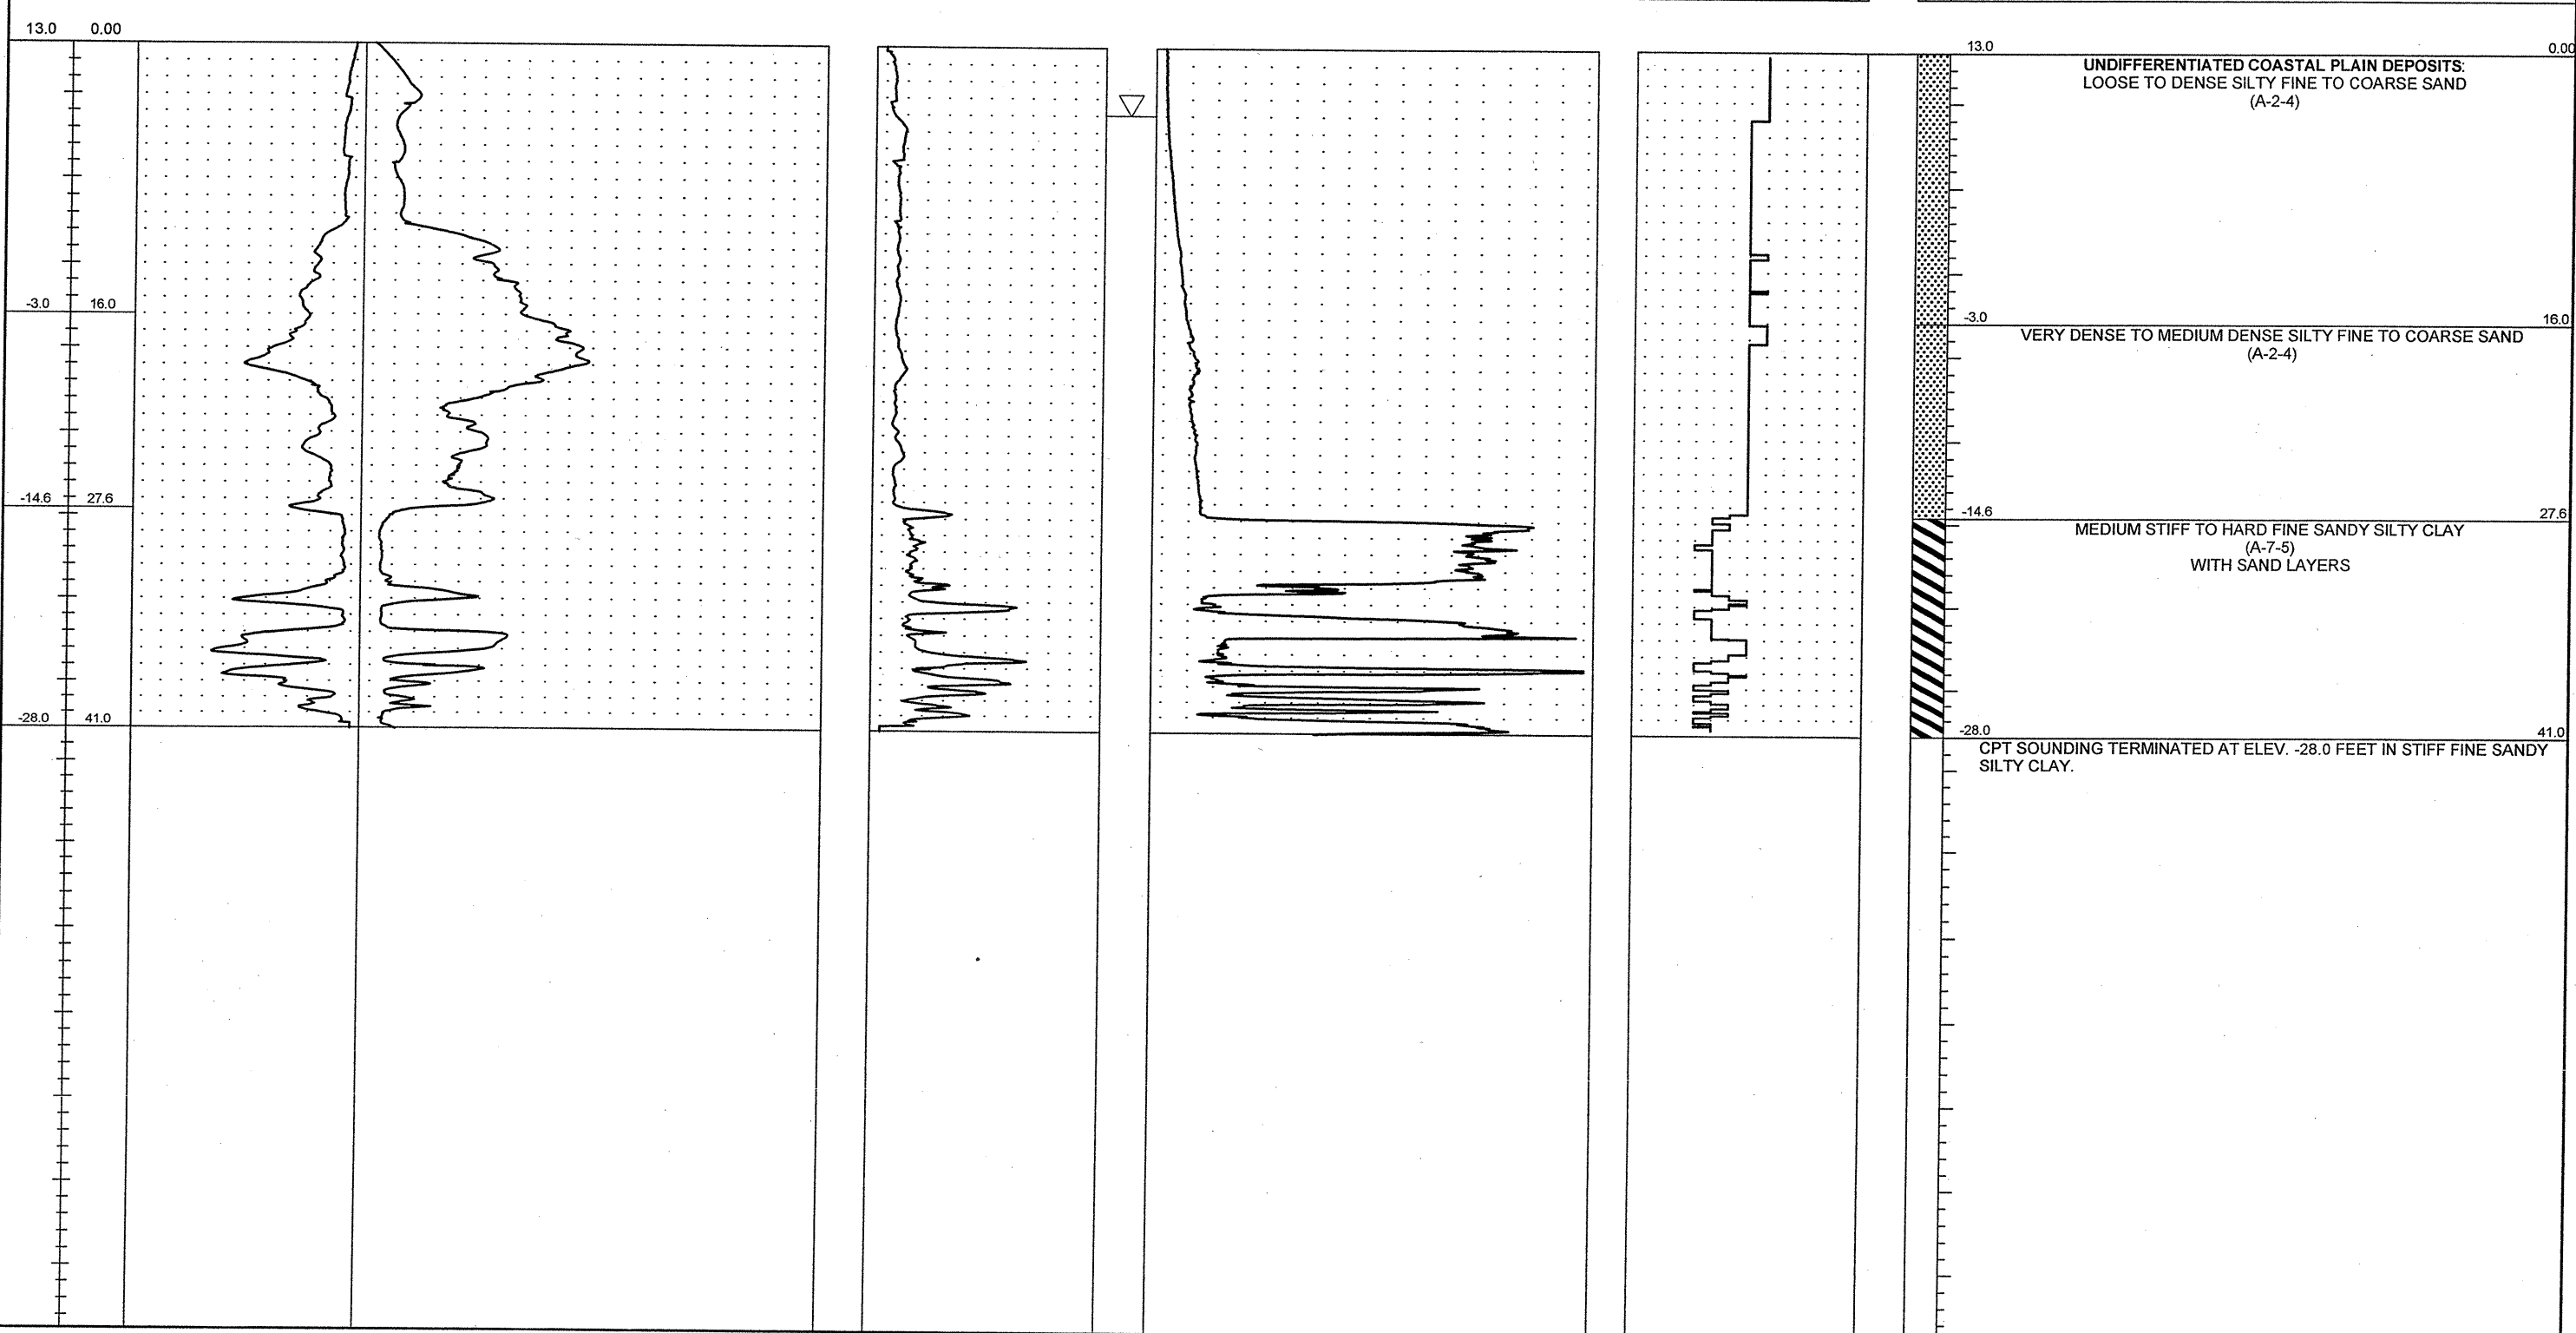 13.0 0.00
-3.0 16.0
-14.6 27.6
-28.0 41.0
13.0 0.00
UNDIFFERENTIATED COASTAL PLAIN DEPOSITS:
LOOSE TO DENSE SILTY FINE TO COARSE SAND
(A-2-4)
-3.0 16.0
VERY DENSE TO MEDIUM DENSE SILTY FINE TO COARSE SAND
(A-2-4)
-14.6 27.6
MEDIUM STIFF TO HARD FINE SANDY SILTY CLAY
(A-7-5)
WITH SAND LAYERS
-28.0 41.0
CPT SOUNDING TERMINATED AT ELEV. -28.0 FEET IN STIFF FINE SANDY
SILTY CLAY.